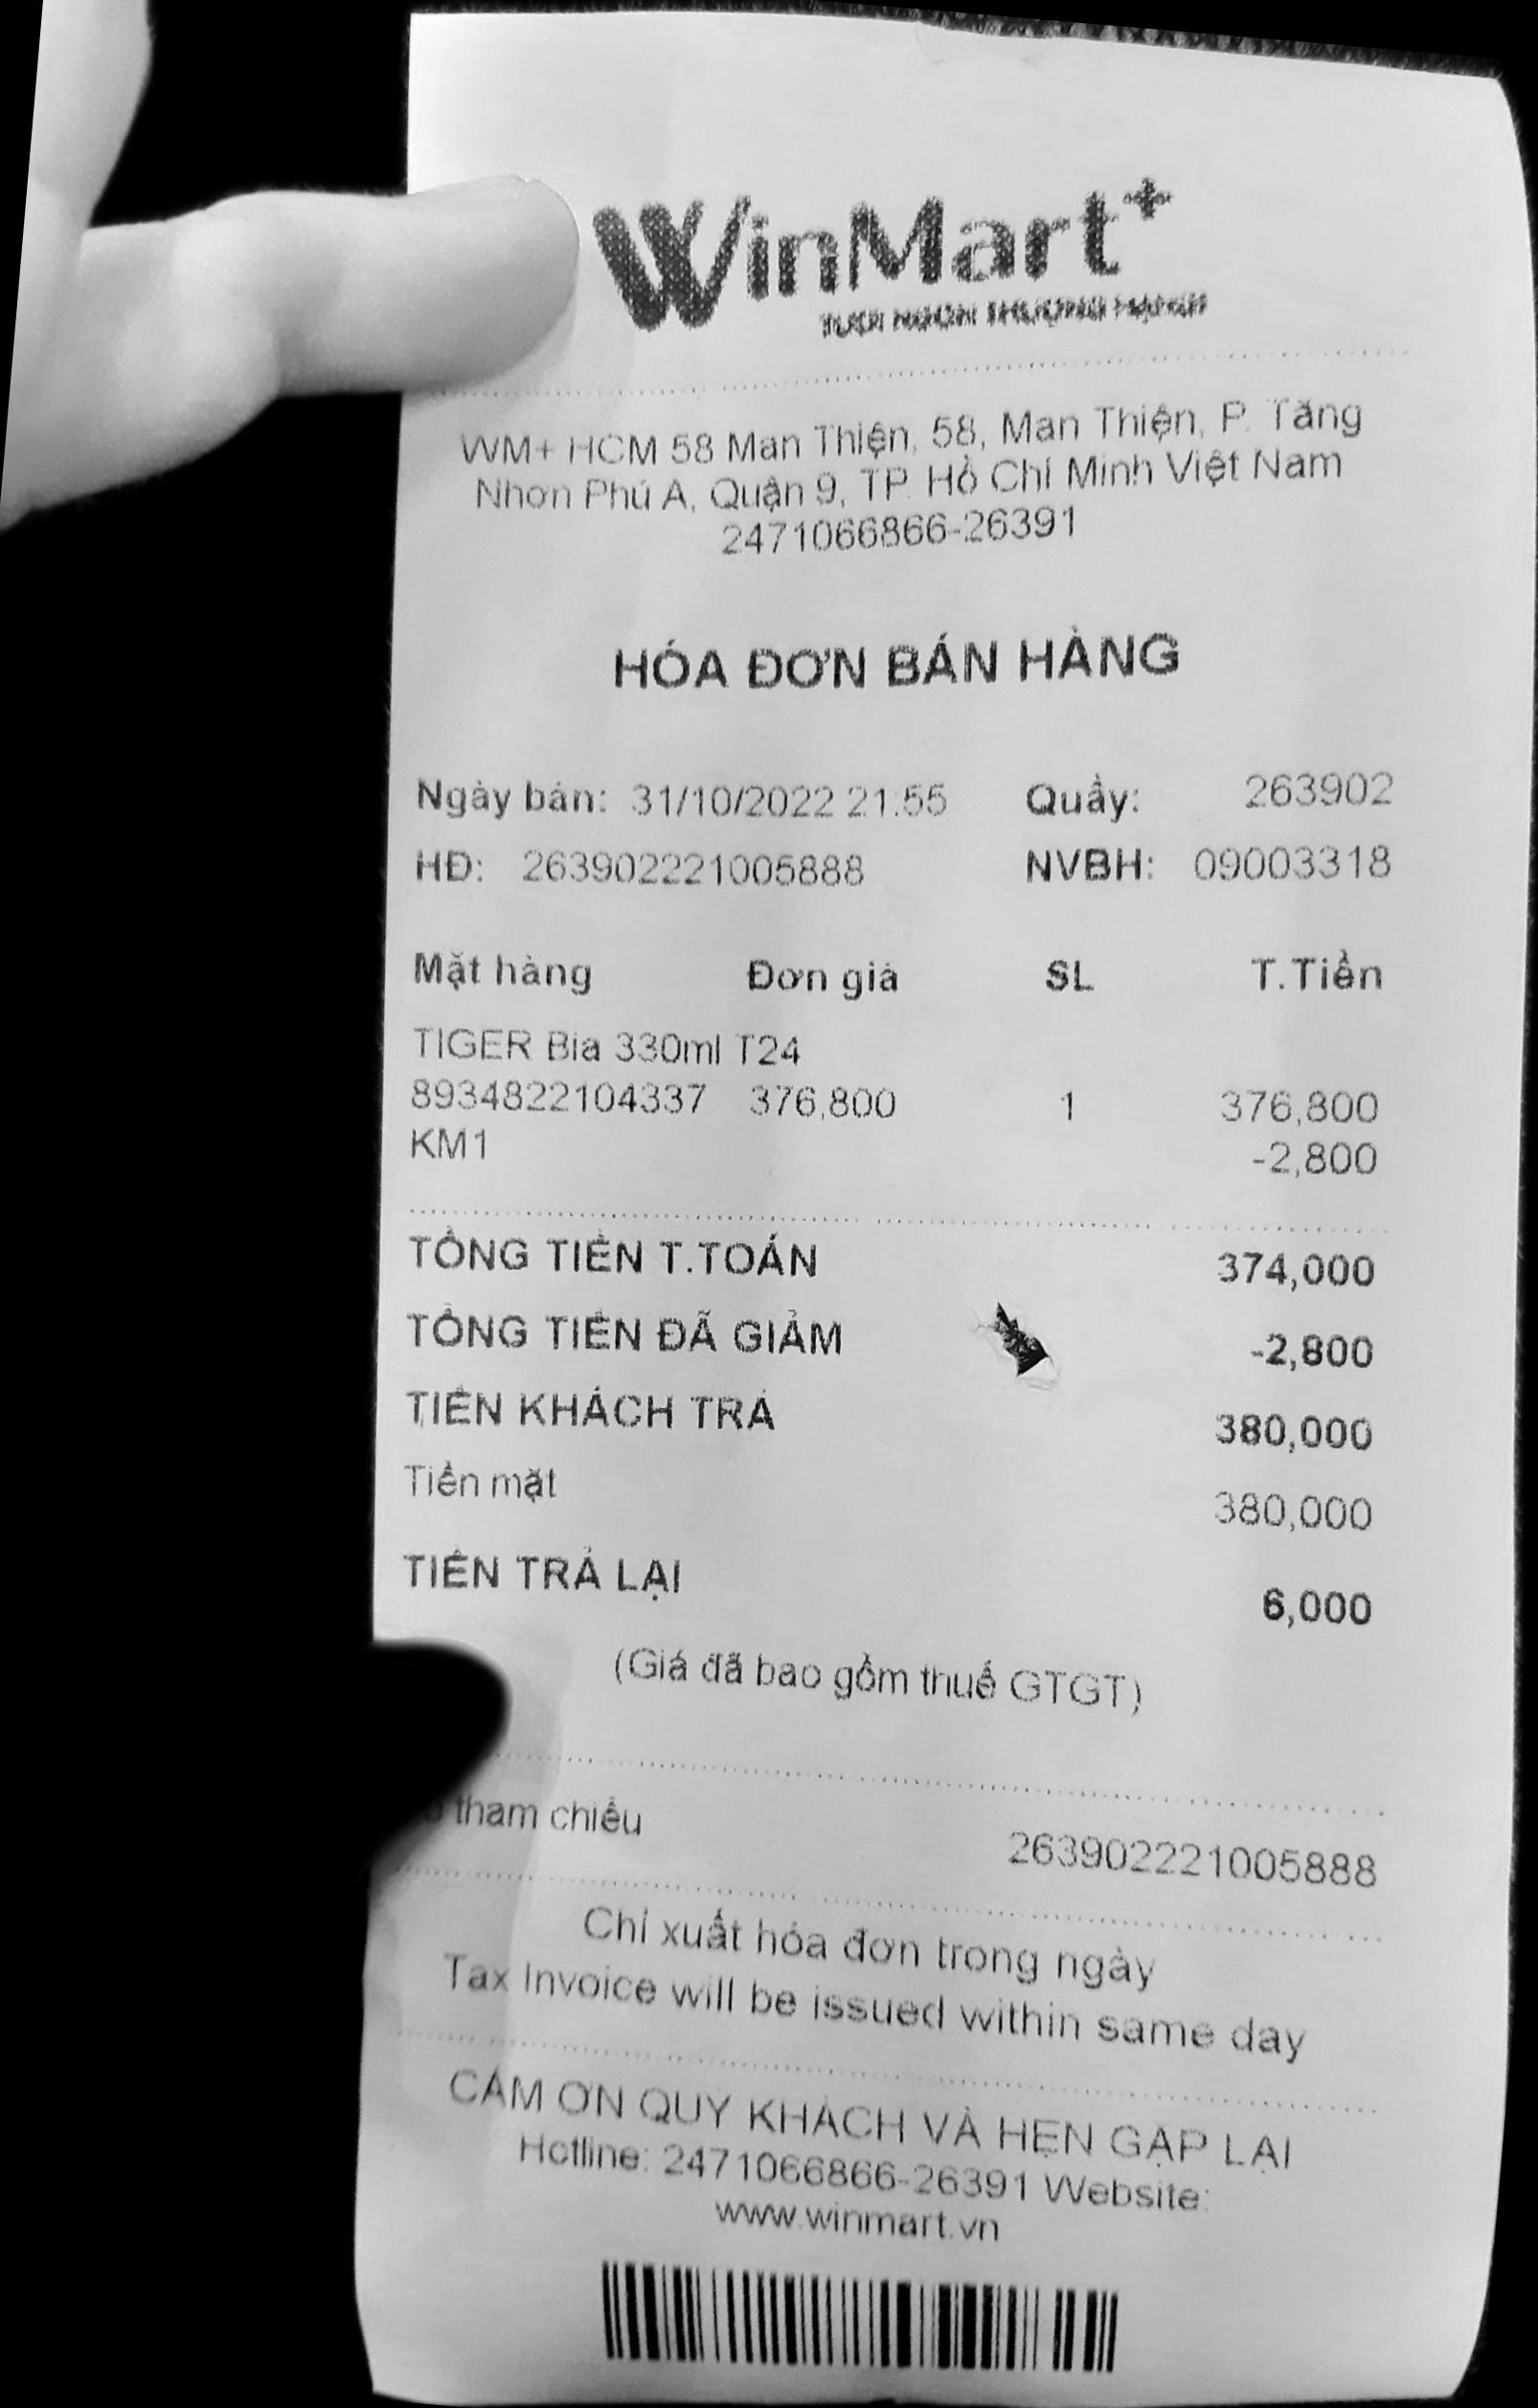 WinMart+
TƯƠI NGON THƯỢNG HẠNG
WM+ HCM 58 Man Thiện, 58, Man Thiện, P. Tăng
Nhơn Phú A, Quận 9, TP. Hồ Chí Minh Việt Nam
2471066866-26391
HÓA ĐƠN BÁN HÀNG
Ngày bán: 31/10/2022 21:55 Quầy: 263902
HĐ: 263902221005888 NVBH: 09003318
Mặt hàng Đơn giá SL T.Tiền
TIGER Bia 330ml T24
8934822104337 376,800 1 376,800
KM1 -2,800
TỔNG TIỀN T.TOÁN 374,000
TỔNG TIỀN ĐÃ GIẢM -2,800
TIỀN KHÁCH TRẢ 380,000
Tiền mặt 380,000
TIỀN TRẢ LẠI 6,000
(Giá đã bao gồm thuế GTGT)
tham chiếu 263902221005888
Chỉ xuất hóa đơn trong ngày
Tax Invoice will be issued within same day
CẢM ƠN QUÝ KHÁCH VÀ HẸN GẶP LẠI
Hotline: 2471066866-26391 Website:
www.winmart.vn